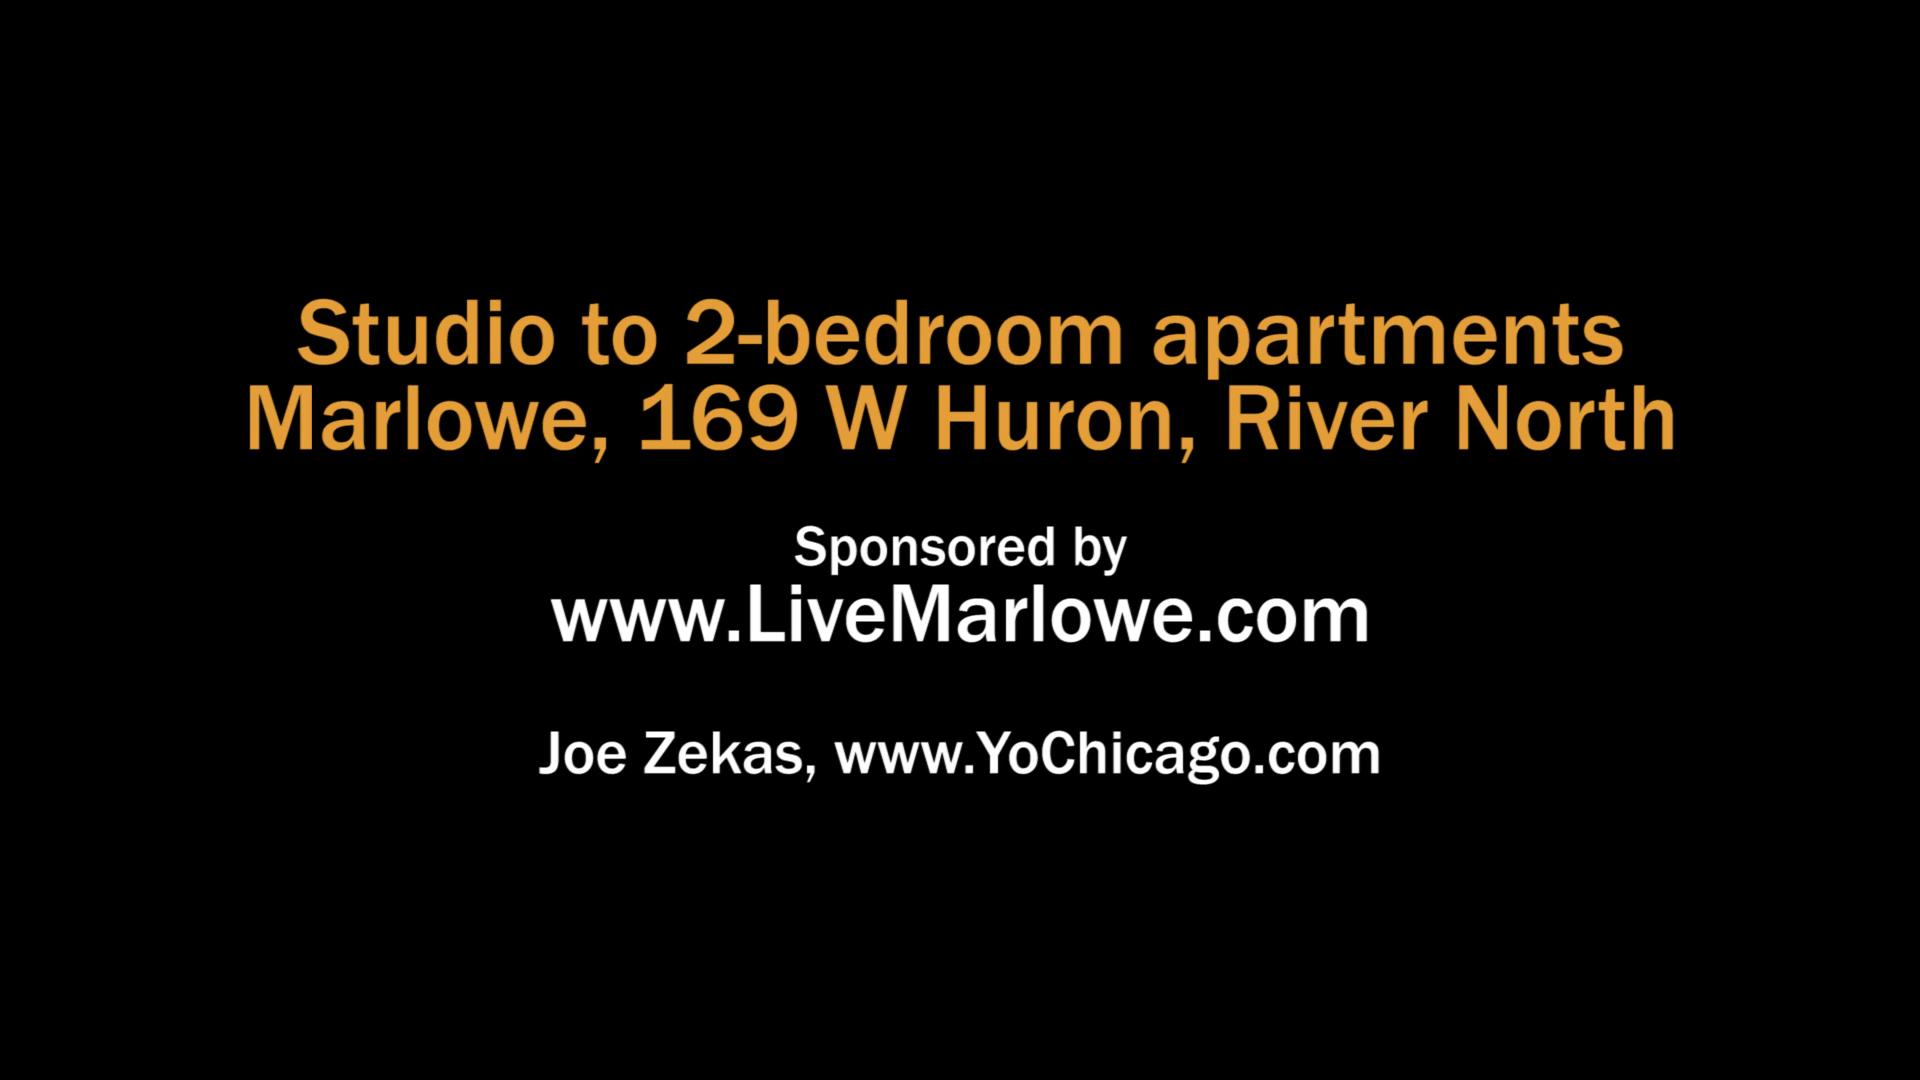 Studio to 2-bedroom apartments
Marlowe, 169 W Huron, River North
Sponsored by
www.LiveMarlowe.com
Joe Zekas, www.YoChicago.com